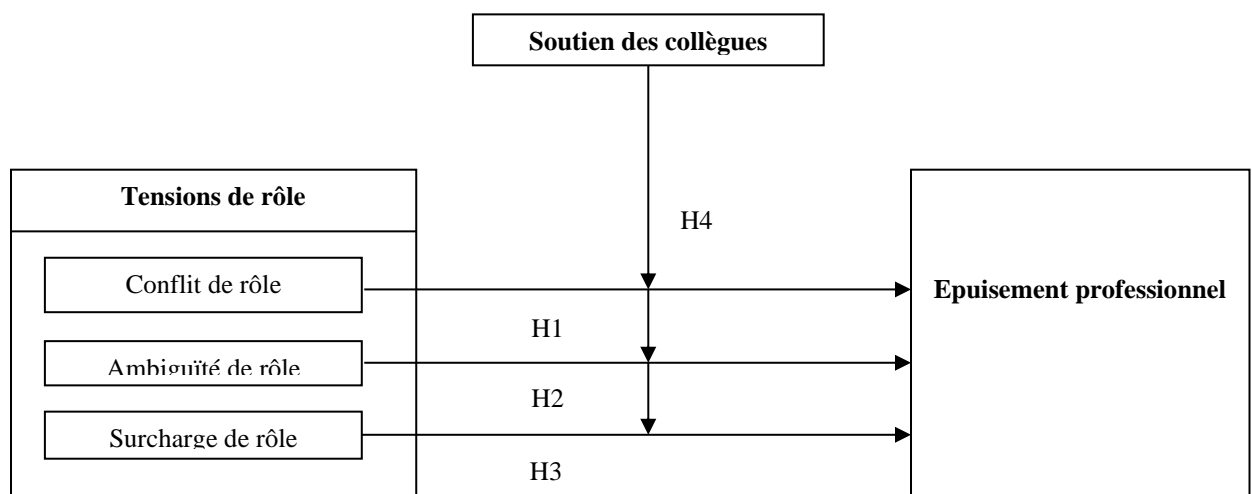 Soutien des collègues
Tensions de rôle
H4
Conflit de rôle
Epuisement professionnel
H1
Ambiguïté de rôle
H2
Surcharge de rôle
H3